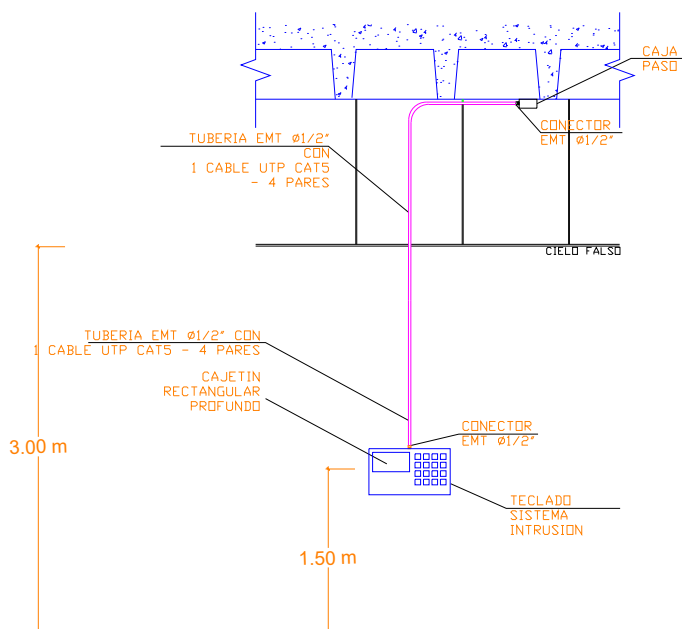 CAJA
PASO
CONECTOR
EMT Ø1/2"
TUBERIA EMT Ø1/2"
CON
1 CABLE UTP CAT5
- 4 PARES
CIELO FALSO
TUBERIA EMT Ø1/2" CON
1 CABLE UTP CAT5 - 4 PARES
CAJETIN
RECTANGULAR
PROFUNDO
CONECTOR
EMT Ø1/2"
3.00 m
TECLADO
SISTEMA
INTRUSION
1.50 m